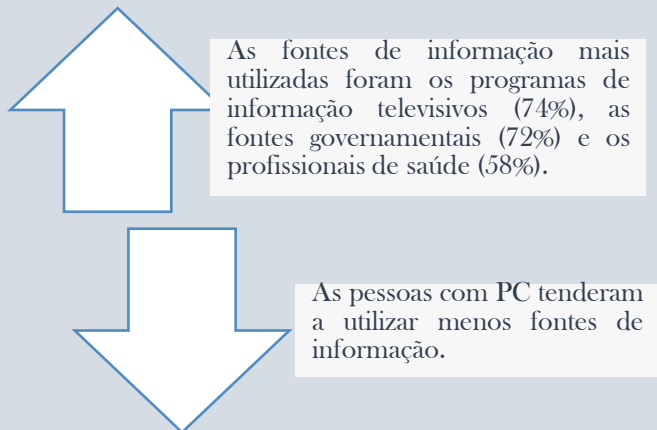 As fontes de informação mais
utilizadas foram os programas de
informação televisivos (74%), as
fontes governamentais (72%) e os
profissionais de saúde (58%).
As pessoas com PC tenderam
a utilizar menos fontes de
informação.